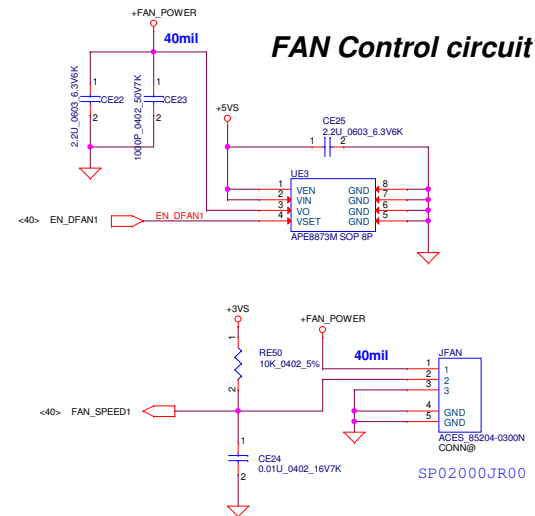 FAN Control circuit
+FAN_POWER
40mil
1
CE22
2
2.2U_0603_6.3V6K
1
CE23
2
1000P_0402_50V7K
+5VS
CE25
2.2U_0603_6.3V6K
1 2
UE3
1 VEN GND 8
2 VIN GND 7
3 VO GND 6
4 VSET GND 5
APE8873M SOP 8P
<40> EN_DFAN1 EN_DFAN1
+3VS
1
RE50
10K_0402_5%
2
+FAN_POWER
40mil
JFAN
1 1
2 2
3 3
4 GND
5 GND
ACES_85204-0300N
CONN@
SP02000JR00
<40> FAN_SPEED1
1
CE24
0.01U_0402_16V7K
2